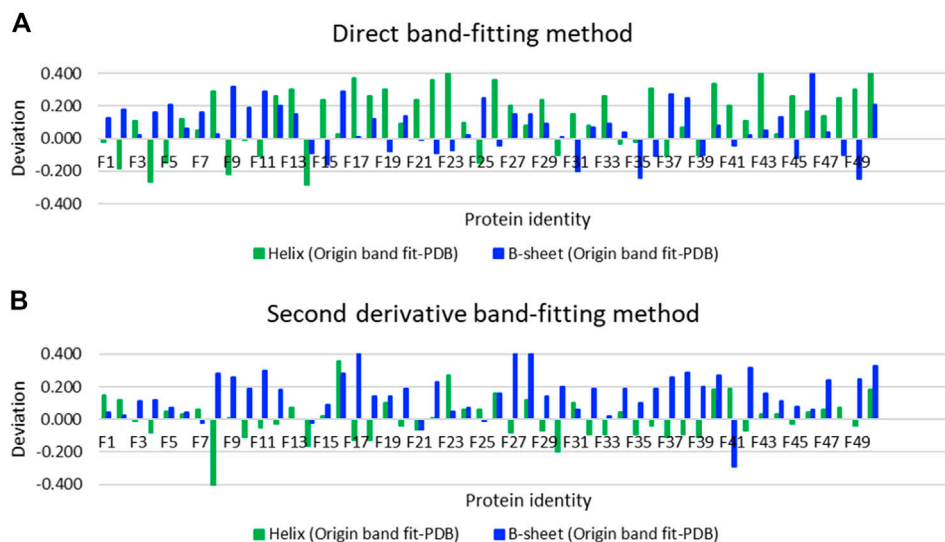 A
Direct band-fitting method
0.400
0.200
0.000
-0.200
-0.400
Deviation
F1 F3 F5 F7 F9 F11 F13 F15 F17 F19 F21 F23 F25 F27 F29 F31 F33 F35 F37 F39 F41 F43 F45 F47 F49
Protein identity
Helix (Origin band fit-PDB) B-sheet (Origin band fit-PDB)
B
Second derivative band-fitting method
0.400
0.200
0.000
-0.200
-0.400
Deviation
F1 F3 F5 F7 F9 F11 F13 F15 F17 F19 F21 F23 F25 F27 F29 F31 F33 F35 F37 F39 F41 F43 F45 F47 F49
Protein identity
Helix (Origin band fit-PDB) B-sheet (Origin band fit-PDB)